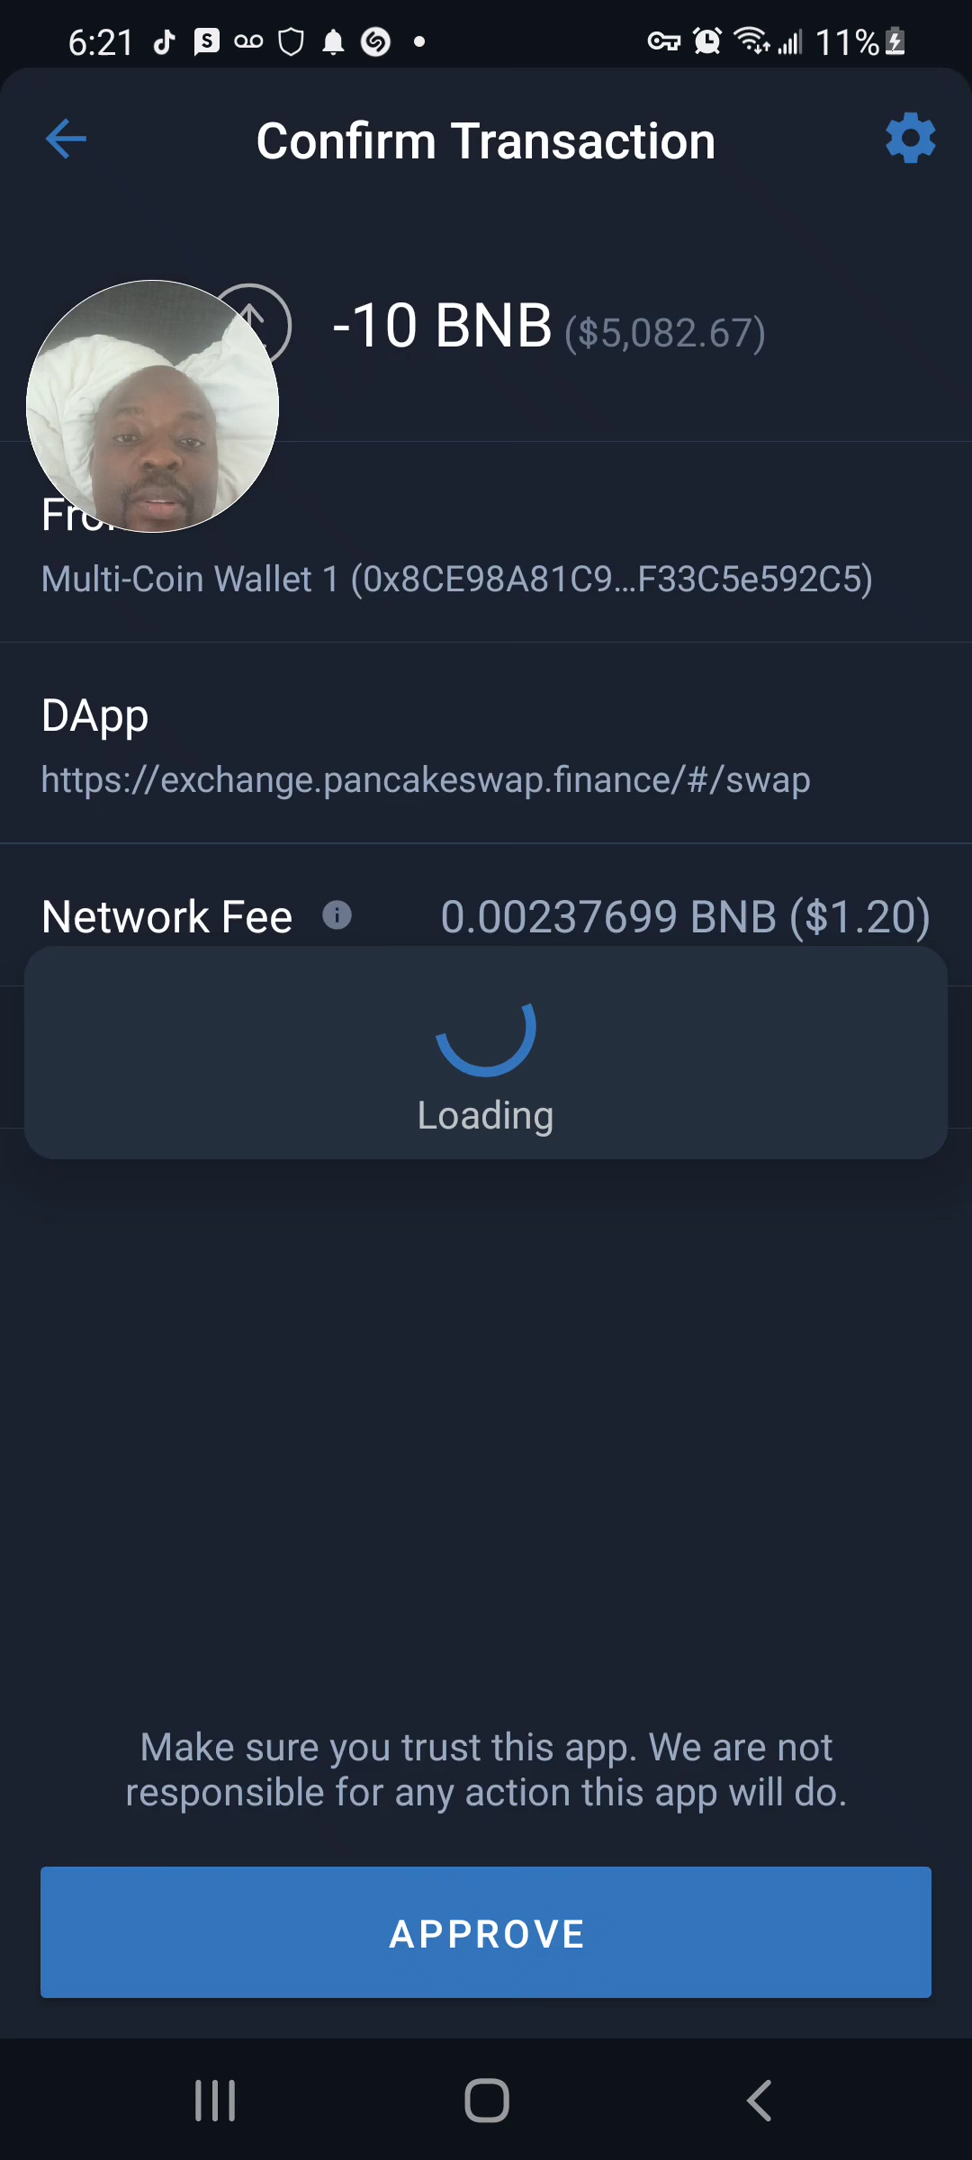 6:21
11%
Confirm Transaction
-10 BNB ($5,082.67)
Multi-Coin Wallet 1 (0x8CE98A81C9...F33C5e592C5)
DApp
https://exchange.pancakeswap.finance/#/swap
Network Fee 0.00237699 BNB ($1.20)
Loading
Make sure you trust this app. We are not
responsible for any action this app will do.
APPROVE